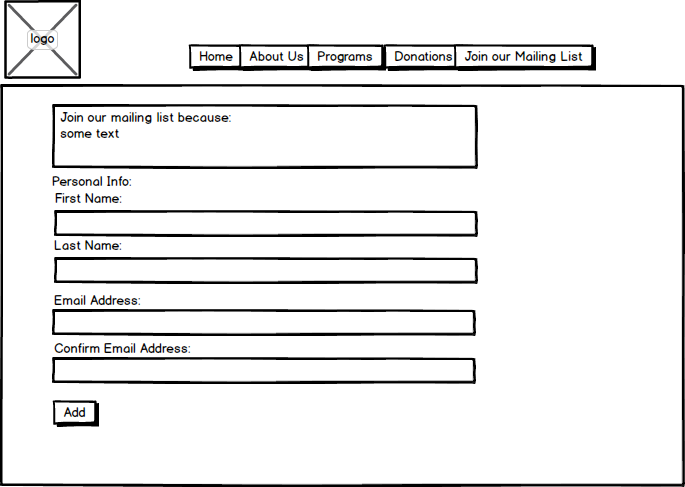 logo
Home About Us Programs Donations Join our Mailing List
Join our mailing list because:
some text
Personal Info:
First Name:
Last Name:
Email Address:
Confirm Email Address:
Add